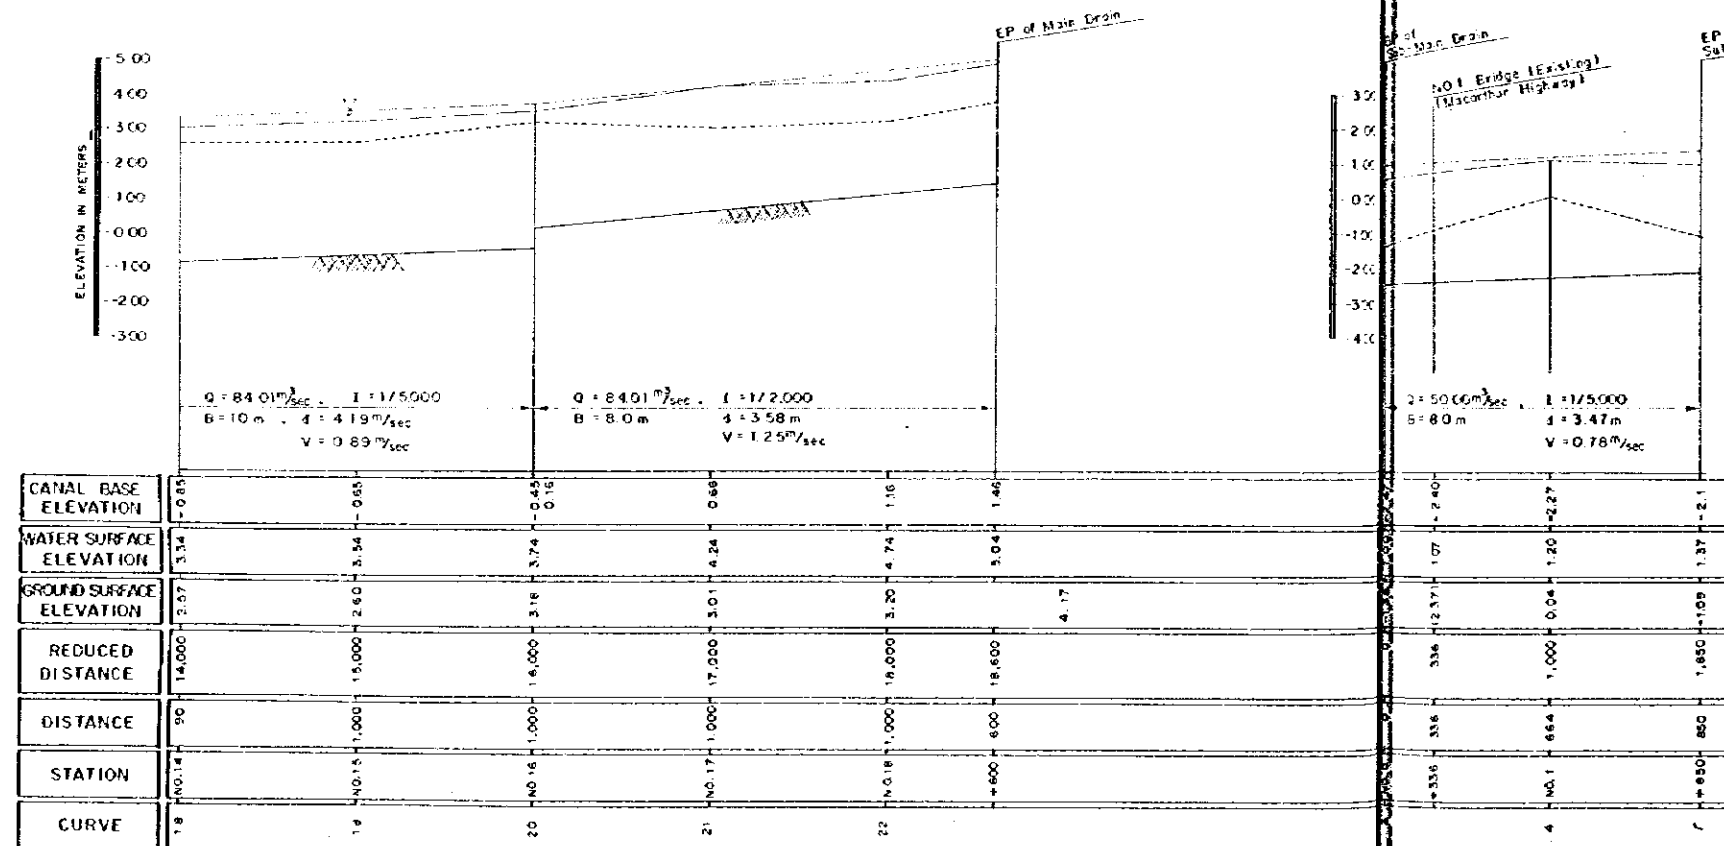 EP of Main Drain
5 00
4 00
3 00
2 00
1 00
0 00
-1 00
-2 00
-3 00
ELEVATION IN METERS
Q = 84 01 m³/sec . I = 1/5,000
B = 10 m . d = 4 19 m/sec
V = 0 89 m/sec
Q = 84.01 m³/sec . I = 1/2,000
B = 8.0 m d = 3.58 m
V = 1.25 m/sec
Main Drain
NO 1 Bridge (Existing)
(Macarthur Highway)
EP
I = 1/5,000
B = 8 0 m d = 3.47 m
V = 0.78 m/sec
CANAL BASE
ELEVATION
-0.85 -0.65 -0.45 0.16 0.66 1.16 1.46 -2.40 -2.27 -2.1
WATER SURFACE
ELEVATION
3.34 3.54 3.74 4.24 4.74 5.04 1 07 1.20 1.37
GROUND SURFACE
ELEVATION
2.57 2.60 3.18 3.01 3.20 4.17 0.04
REDUCED
DISTANCE
14,000 15,000 16,000 17,000 18,000 18,600 336 1,000 1,850
DISTANCE
90 1,000 1,000 1,000 1,000 600 336 664 850
STATION
NO.14 NO.15 NO.16 NO.17 NO.18 +600 +336 NO.1 +850
CURVE
18 20 21 22 4